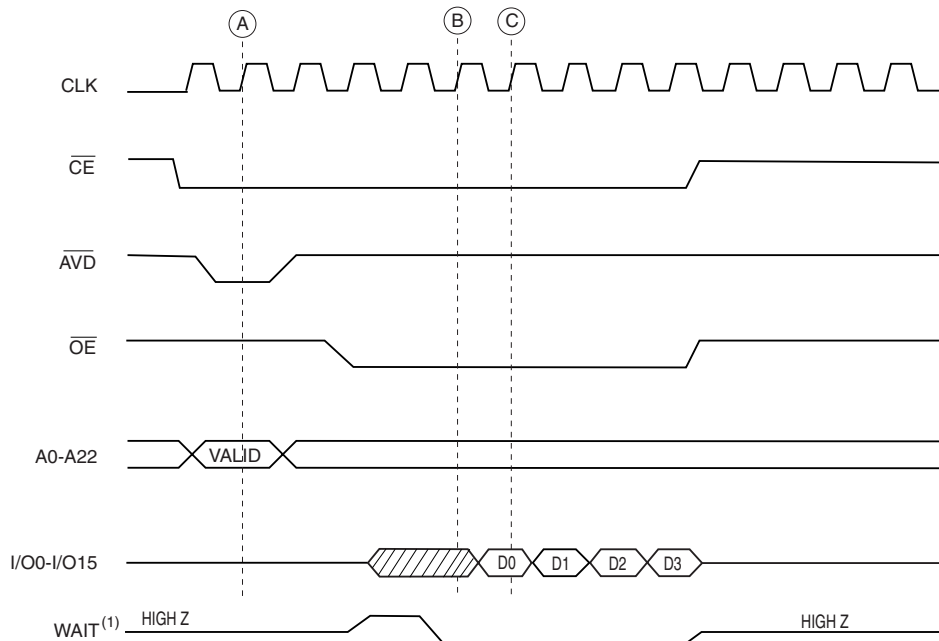 A B C
CLK
CE
AVD
OE
A0-A22 VALID
I/O0-I/O15 D0 D1 D2 D3
WAIT(1) HIGH Z HIGH Z